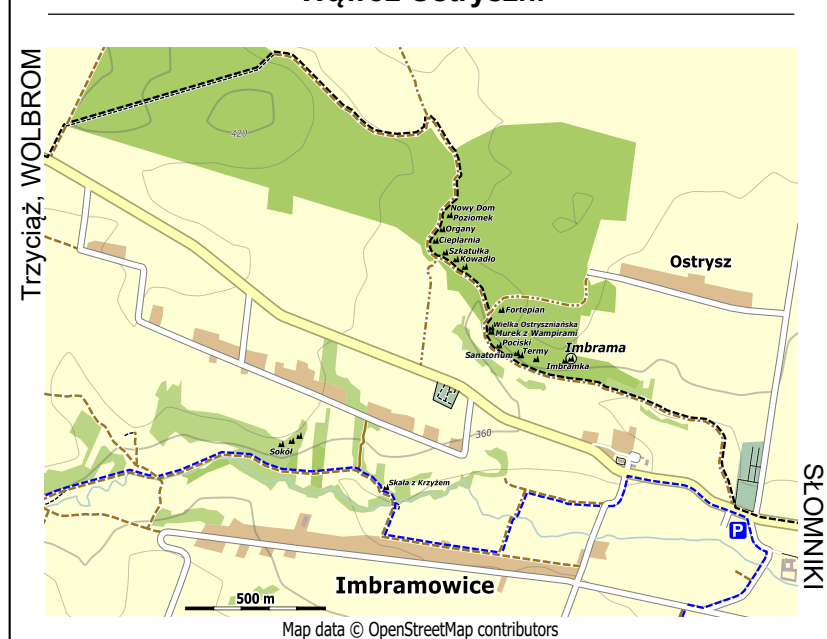 Trzyciąż, WOLBROM
420
Nowy Dom
Poziomek
Organy
Cieplarnia
Szkatułka
Kowadło
Ostrysz
Fortepian
Wielka Ostryszniańska
Murek z Wampirami
Pociski
Sanatorium
Termy
Imbrama
Imbramka
360
Sokół
Skała z Krzyżem
P
SŁOMNIKI
Imbramowice
500 m
Map data © OpenStreetMap contributors